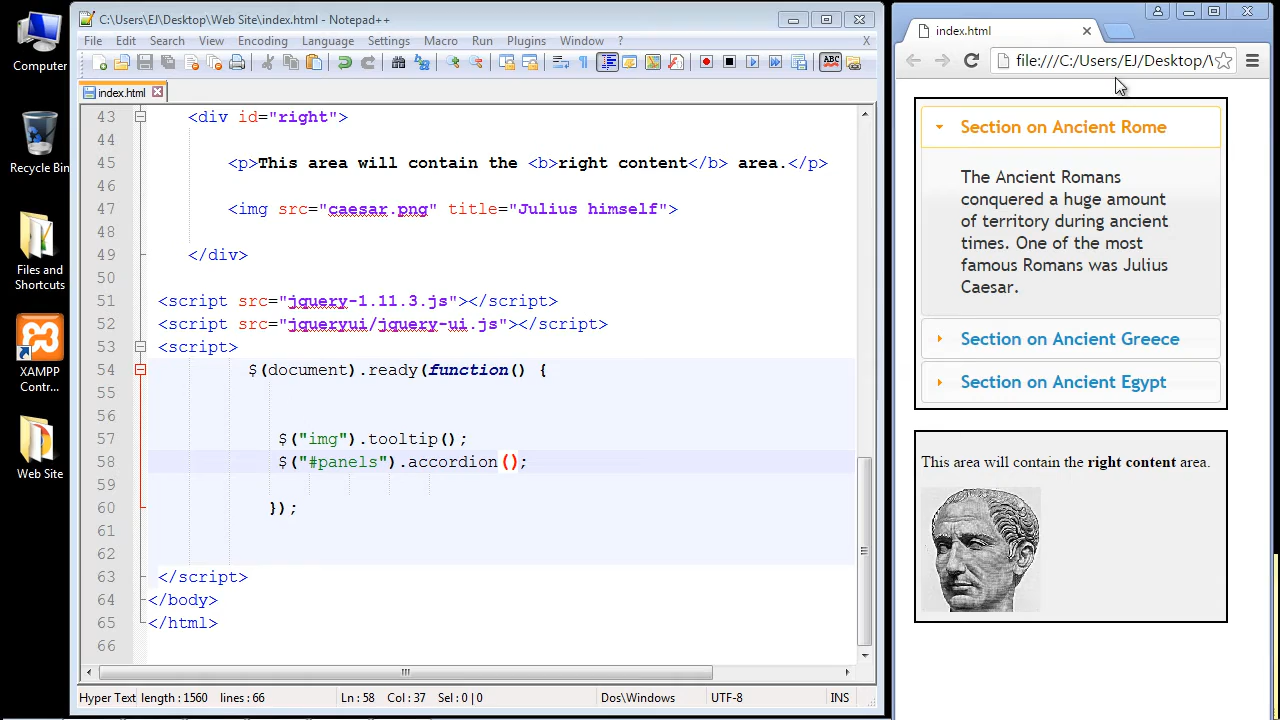 Computer
Recycle Bin
Files and
Shortcuts
XAMPP
Contr...
Web Site
C:\Users\EJ\Desktop\Web Site\index.html - Notepad++
File Edit Search View Encoding Language Settings Macro Run Plugins Window ? X
ABC
index.html
43 <div id="right">
44
45 <p>This area will contain the <b>right content</b> area.</p>
46
47 <img src="caesar.png" title="Julius himself">
48
49 </div>
50
51 <script src="jquery-1.11.3.js"></script>
52 <script src="jqueryui/jquery-ui.js"></script>
53 <script>
54 $(document).ready(function() {
55
56
57 $("img").tooltip();
58 $("#panels").accordion();
59
60 });
61
62
63 </script>
64 </body>
65 </html>
66
Hyper Text length : 1560 lines : 66 Ln : 58 Col : 37 Sel : 0 | 0 Dos\Windows UTF-8 INS
index.html
file:///C:/Users/EJ/Desktop/
Section on Ancient Rome
The Ancient Romans
conquered a huge amount
of territory during ancient
times. One of the most
famous Romans was Julius
Caesar.
Section on Ancient Greece
Section on Ancient Egypt
This area will contain the right content area.